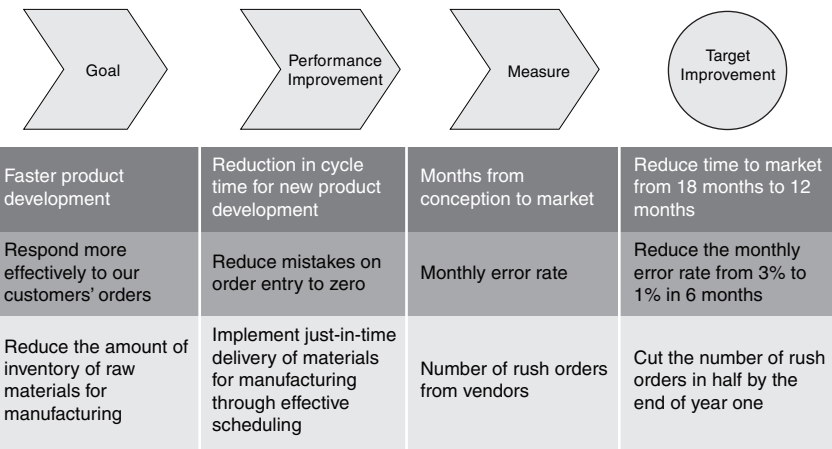 Goal
Performance
Improvement
Measure
Target
Improvement
Faster product
development
Reduction in cycle
time for new product
development
Months from
conception to market
Reduce time to market
from 18 months to 12
months
Respond more
effectively to our
customers’ orders
Reduce mistakes on
order entry to zero
Monthly error rate
Reduce the monthly
error rate from 3% to
1% in 6 months
Reduce the amount of
inventory of raw
materials for
manufacturing
Implement just-in-time
delivery of materials
for manufacturing
through effective
scheduling
Number of rush orders
from vendors
Cut the number of rush
orders in half by the
end of year one